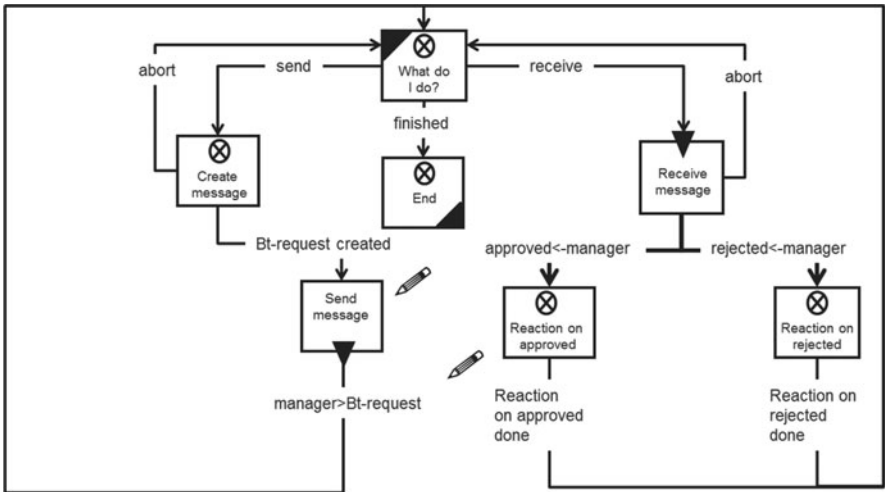 What do
I do?
abort
send
receive
abort
finished
Create
message
End
Receive
message
Bt-request created
approved<-manager
rejected<-manager
Send
message
Reaction on
approved
Reaction on
rejected
manager>Bt-request
Reaction
on approved
done
Reaction on
rejected
done